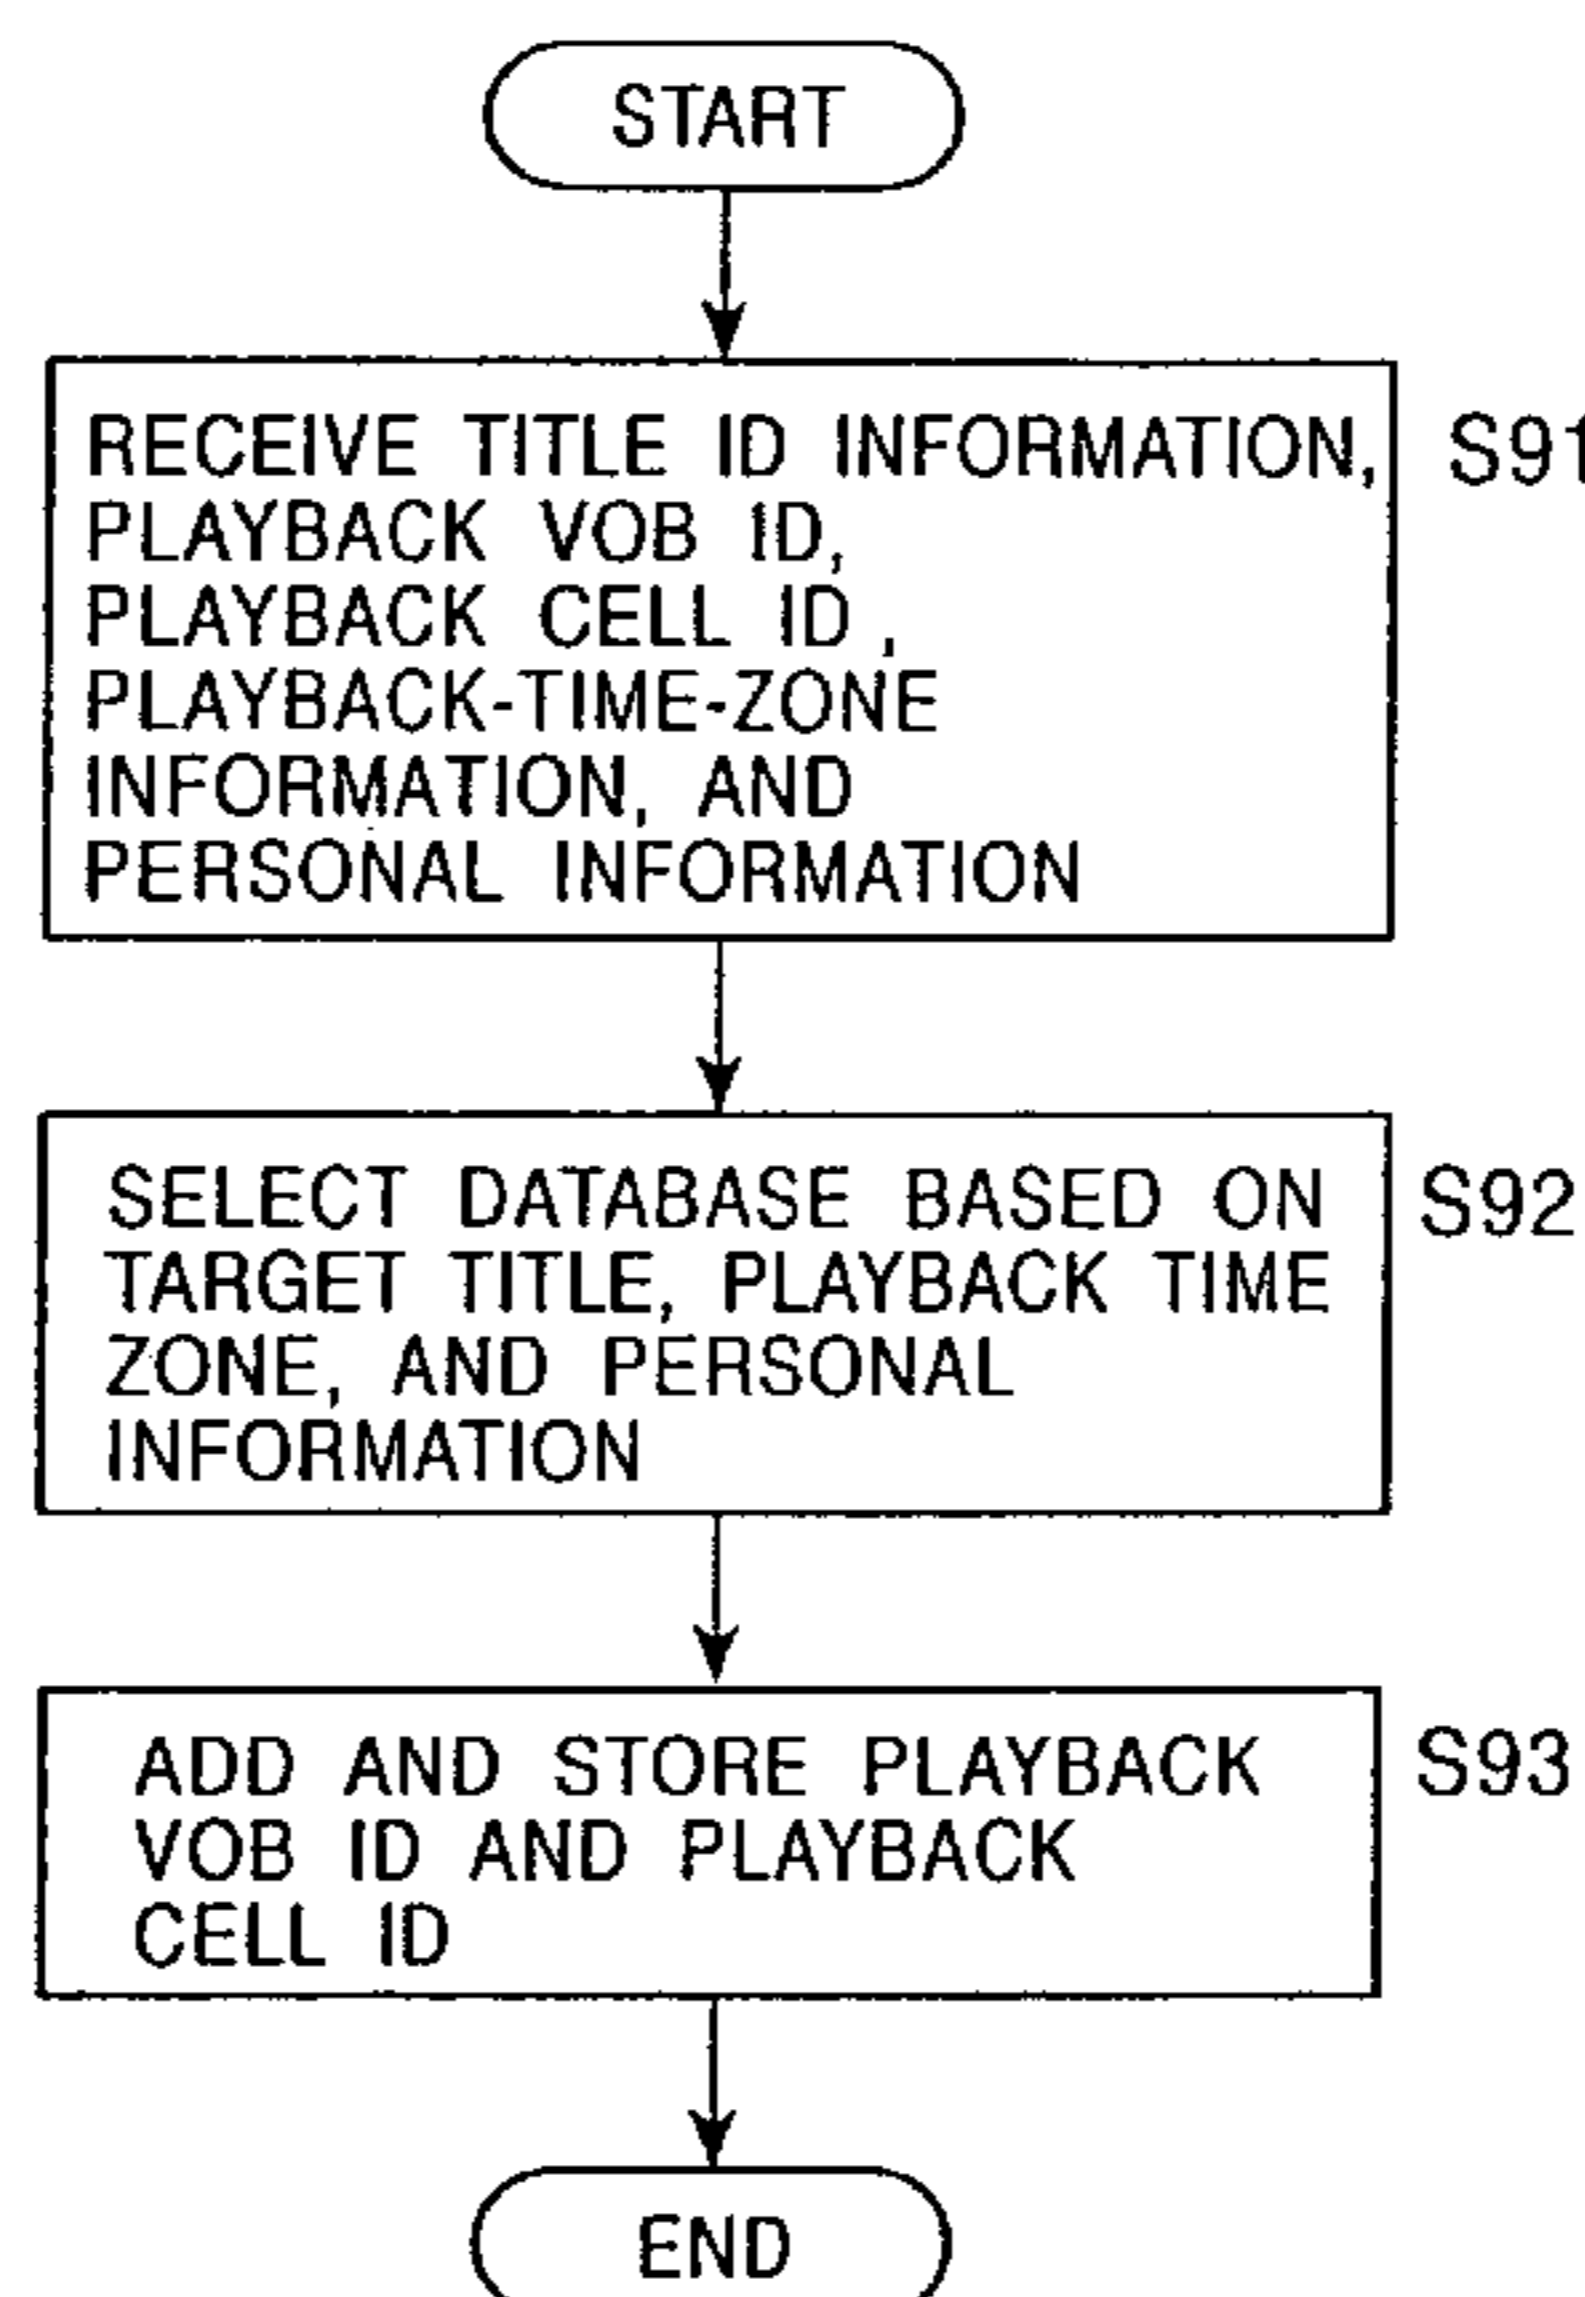 START
RECEIVE TITLE ID INFORMATION,
PLAYBACK VOB ID,
PLAYBACK CELL ID ,
PLAYBACK-TIME-ZONE
INFORMATION, AND
PERSONAL INFORMATION
S91
SELECT DATABASE BASED ON
TARGET TITLE, PLAYBACK TIME
ZONE, AND PERSONAL
INFORMATION
S92
ADD AND STORE PLAYBACK
VOB ID AND PLAYBACK
CELL ID
S93
END